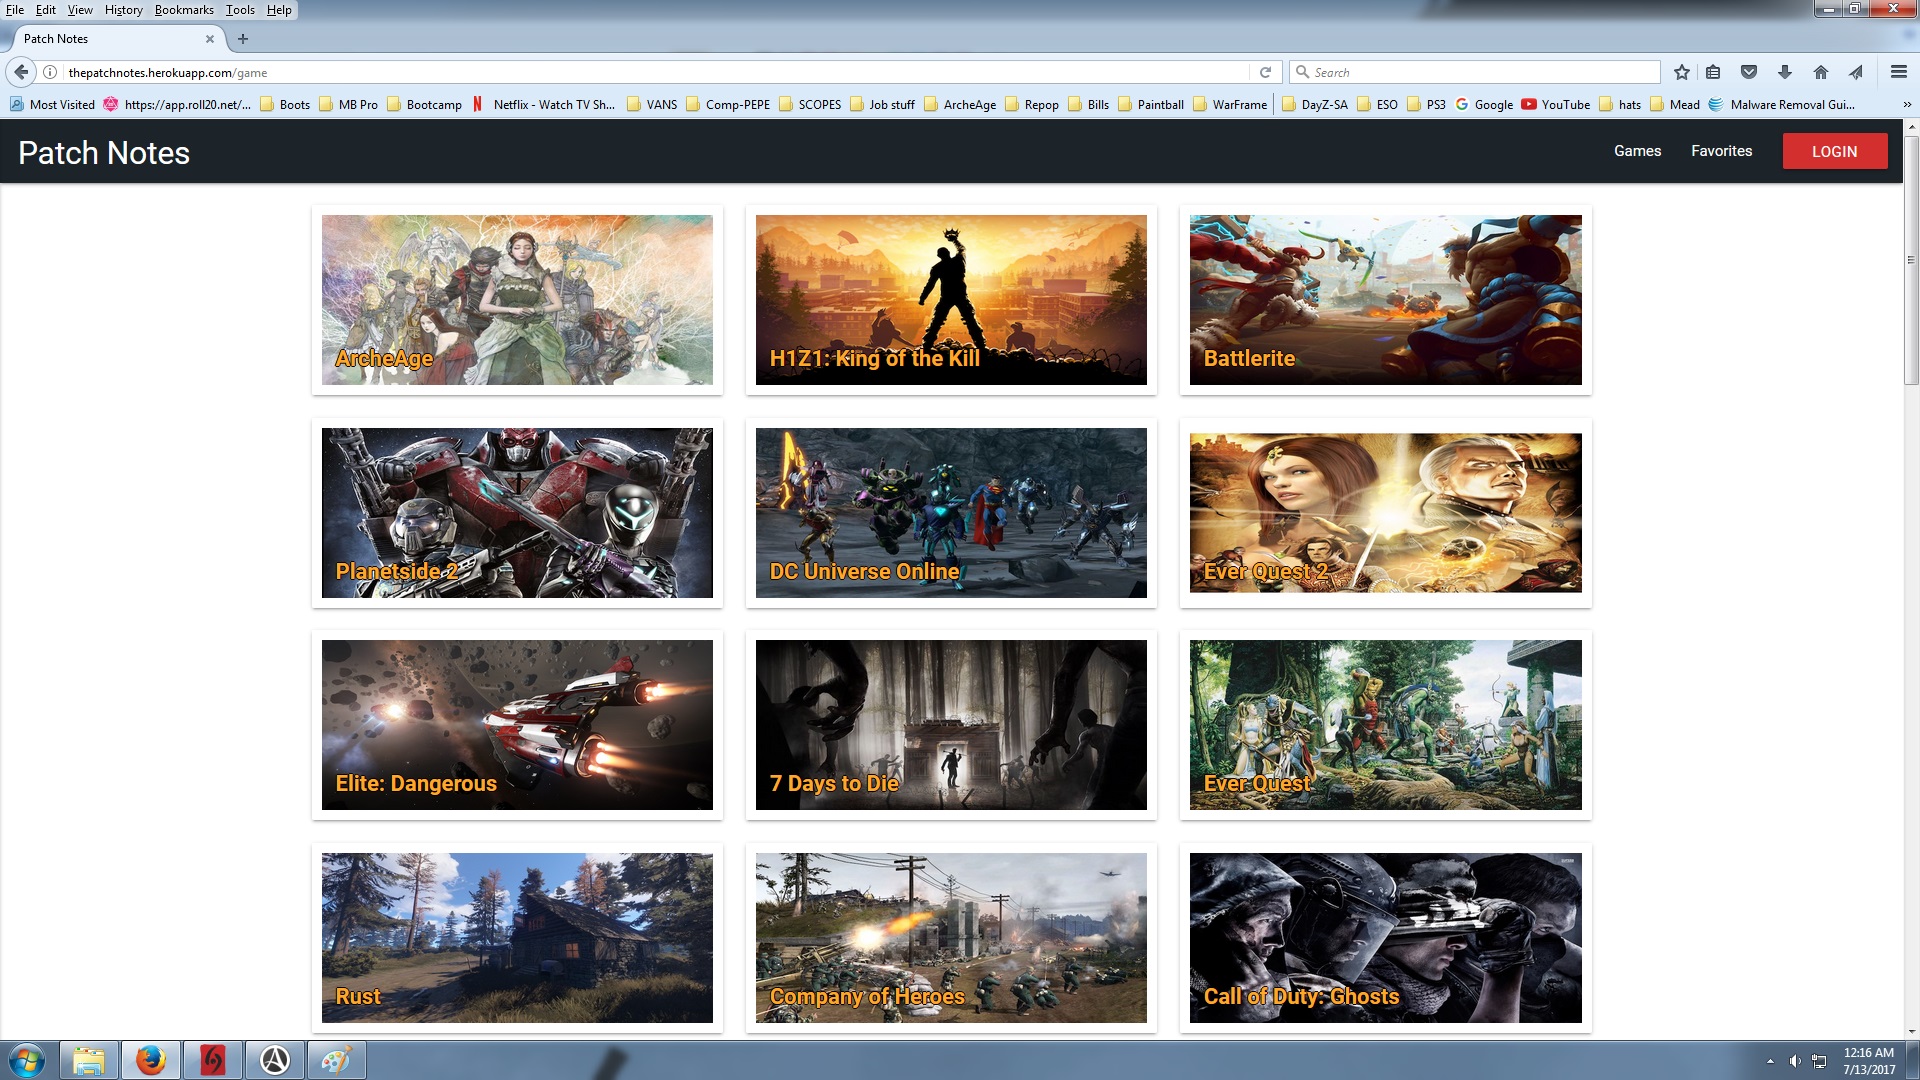 File Edit View History Bookmarks Tools Help
Patch Notes
thepatchnotes.herokuapp.com/game
Search
Most Visited https://app.roll20.net/... Boots MB Pro Bootcamp Netflix - Watch TV Sh... VANS Comp-PEPE SCOPES Job stuff ArcheAge Repop Bills Paintball WarFrame DayZ-SA ESO PS3 Google YouTube hats Mead Malware Removal Gui...
Patch Notes
Games Favorites LOGIN
ArcheAge
H1Z1: King of the Kill
Battlerite
Planetside 2
DC Universe Online
Ever Quest 2
Elite: Dangerous
7 Days to Die
Ever Quest
Rust
Company of Heroes
Call of Duty: Ghosts
12:16 AM
7/13/2017